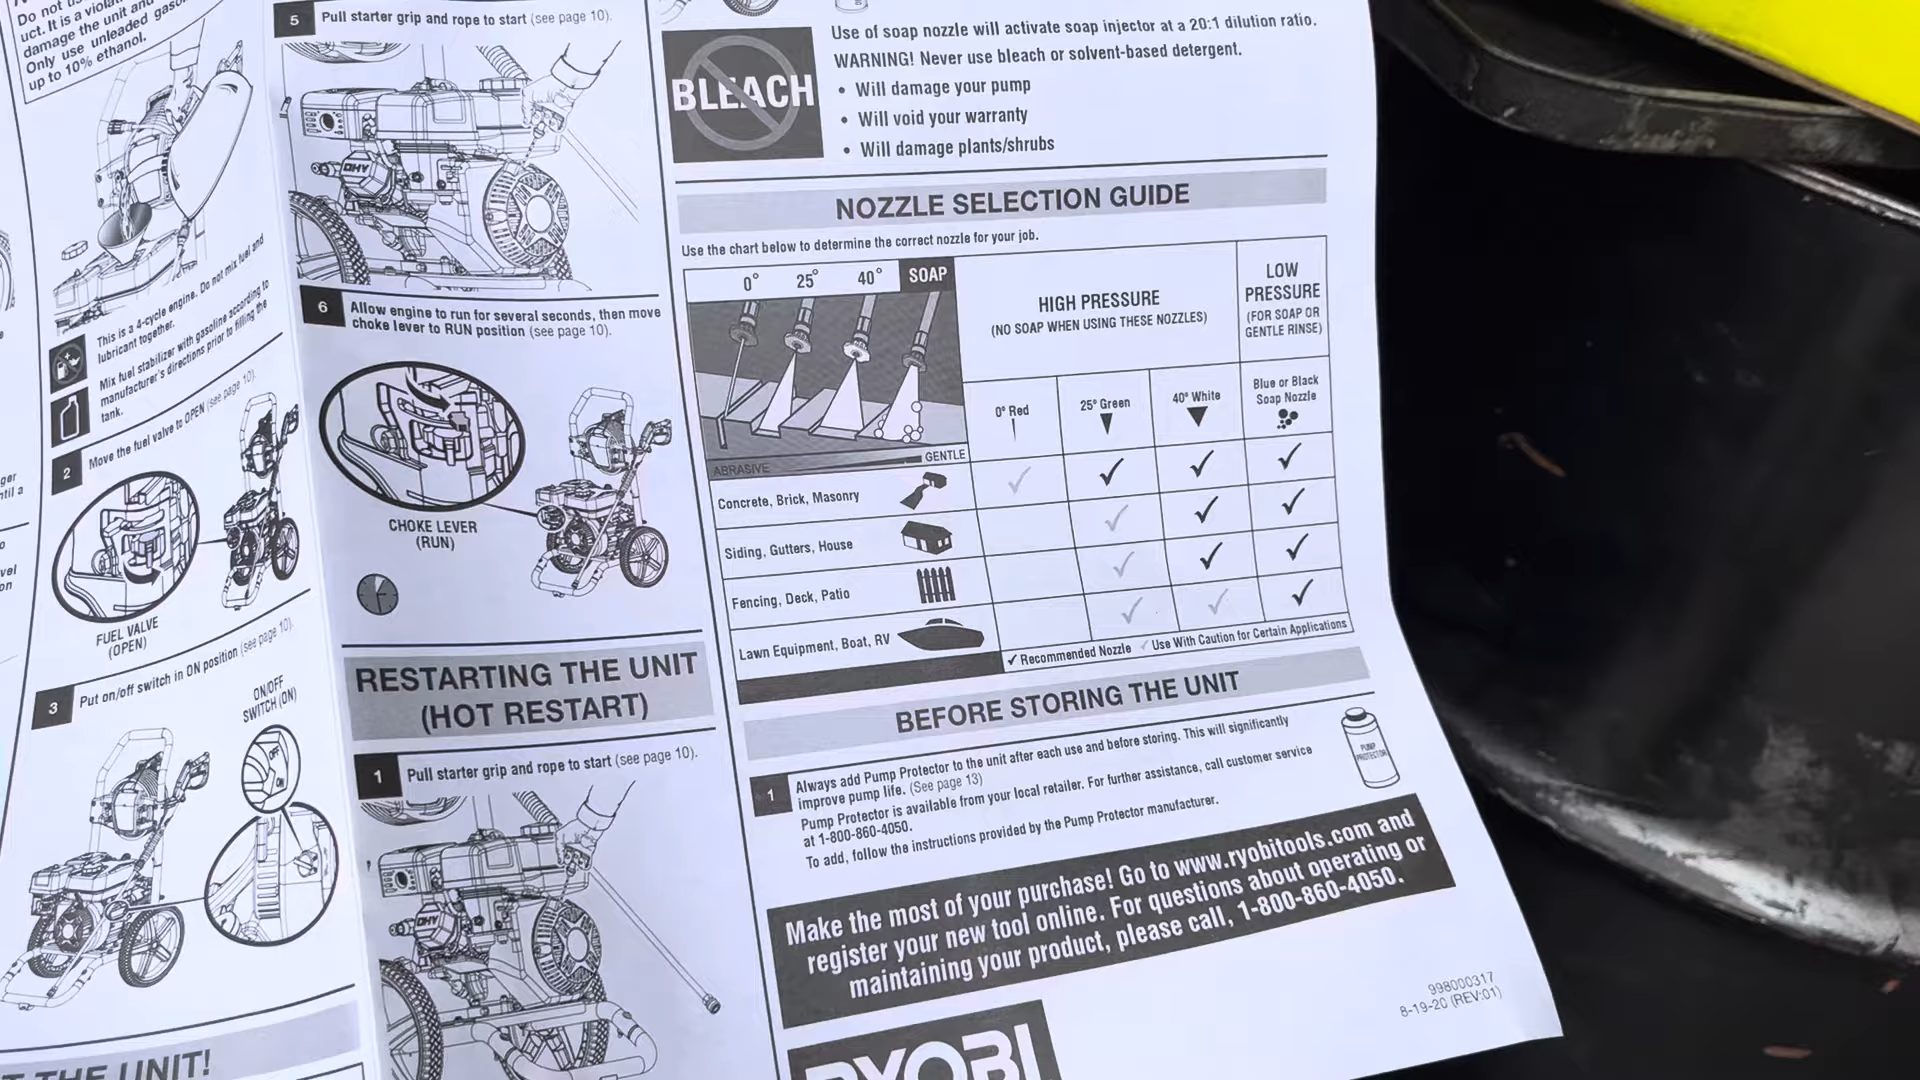 Do not us
uct. It is a violat
damage the unit and
Only use unleaded gaso
up to 10% ethanol.
This is a 4-cycle engine. Do not mix fuel and
lubricant together.
Mix fuel stabilizer with gasoline according to
manufacturer's directions prior to filling the
tank.
2 Move the fuel valve to OPEN (see page 10).
FUEL VALVE
(OPEN)
3 Put on/off switch in ON position (see page 10).
ON/OFF
SWITCH (ON)
OFF
ON
T THE UNIT!
5 Pull starter grip and rope to start (see page 10).
OHV
6 Allow engine to run for several seconds, then move
choke lever to RUN position (see page 10).
CHOKE LEVER
(RUN)
RESTARTING THE UNIT
(HOT RESTART)
1 Pull starter grip and rope to start (see page 10).
OHV
BLEACH
Use of soap nozzle will activate soap injector at a 20:1 dilution ratio.
WARNING! Never use bleach or solvent-based detergent.
• Will damage your pump
• Will void your warranty
• Will damage plants/shrubs
NOZZLE SELECTION GUIDE
Use the chart below to determine the correct nozzle for your job.
0° 25° 40° SOAP
ABRASIVE GENTLE
HIGH PRESSURE
(NO SOAP WHEN USING THESE NOZZLES)
LOW
PRESSURE
(FOR SOAP OR
GENTLE RINSE)
0° Red 25° Green 40° White Blue or Black
Soap Nozzle
Concrete, Brick, Masonry ✓ ✓ ✓ ✓
Siding, Gutters, House ✓ ✓ ✓
Fencing, Deck, Patio ✓ ✓ ✓
Lawn Equipment, Boat, RV ✓ ✓ ✓
✓ Recommended Nozzle ✓ Use With Caution for Certain Applications
BEFORE STORING THE UNIT
1 Always add Pump Protector to the unit after each use and before storing. This will significantly
improve pump life. (See page 13)
Pump Protector is available from your local retailer. For further assistance, call customer service
at 1-800-860-4050.
To add, follow the instructions provided by the Pump Protector manufacturer.
PUMP
PROTECTOR
Make the most of your purchase! Go to www.ryobitools.com and
register your new tool online. For questions about operating or
maintaining your product, please call, 1-800-860-4050.
998000317
8-19-20 (REV:01)
RYOBI